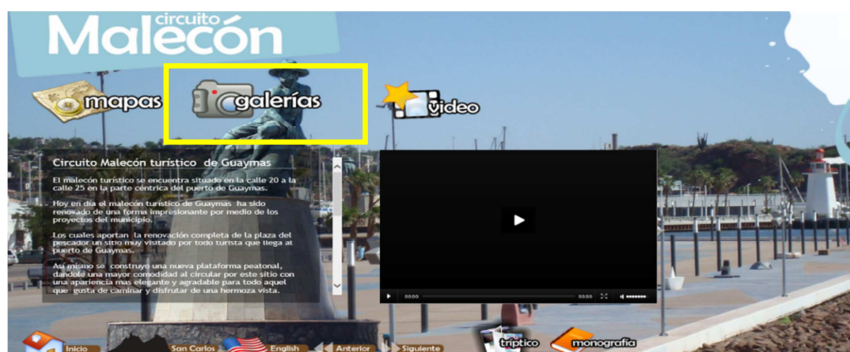 circuito
Malecón
mapas
galerías
video
Circuito Malecón turístico de Guaymas
El malecón turístico se encuentra situado en la calle 20 a la
calle 25 en la parte céntrica del puerto de Guaymas.
Hoy en día el malecón turístico de Guaymas ha sido
renovado de una forma impresionante por medio de los
proyectos del municipio.
Los cuales aportan la renovación completa de la plaza del
pescador un sitio muy visitado por todo turista que llega al
puerto de Guaymas.
Así mismo se construyo una nueva plataforma peatonal,
dandole una mayor comodidad al circular por este sitio con
una apariencia mas elegante y agradable para todo aquel
que gusta de caminar y disfrutar de una hermoza vista.
00:00 00:00
Inicio
San Carlos
English
Anterior
Siguiente
triptico
monografia